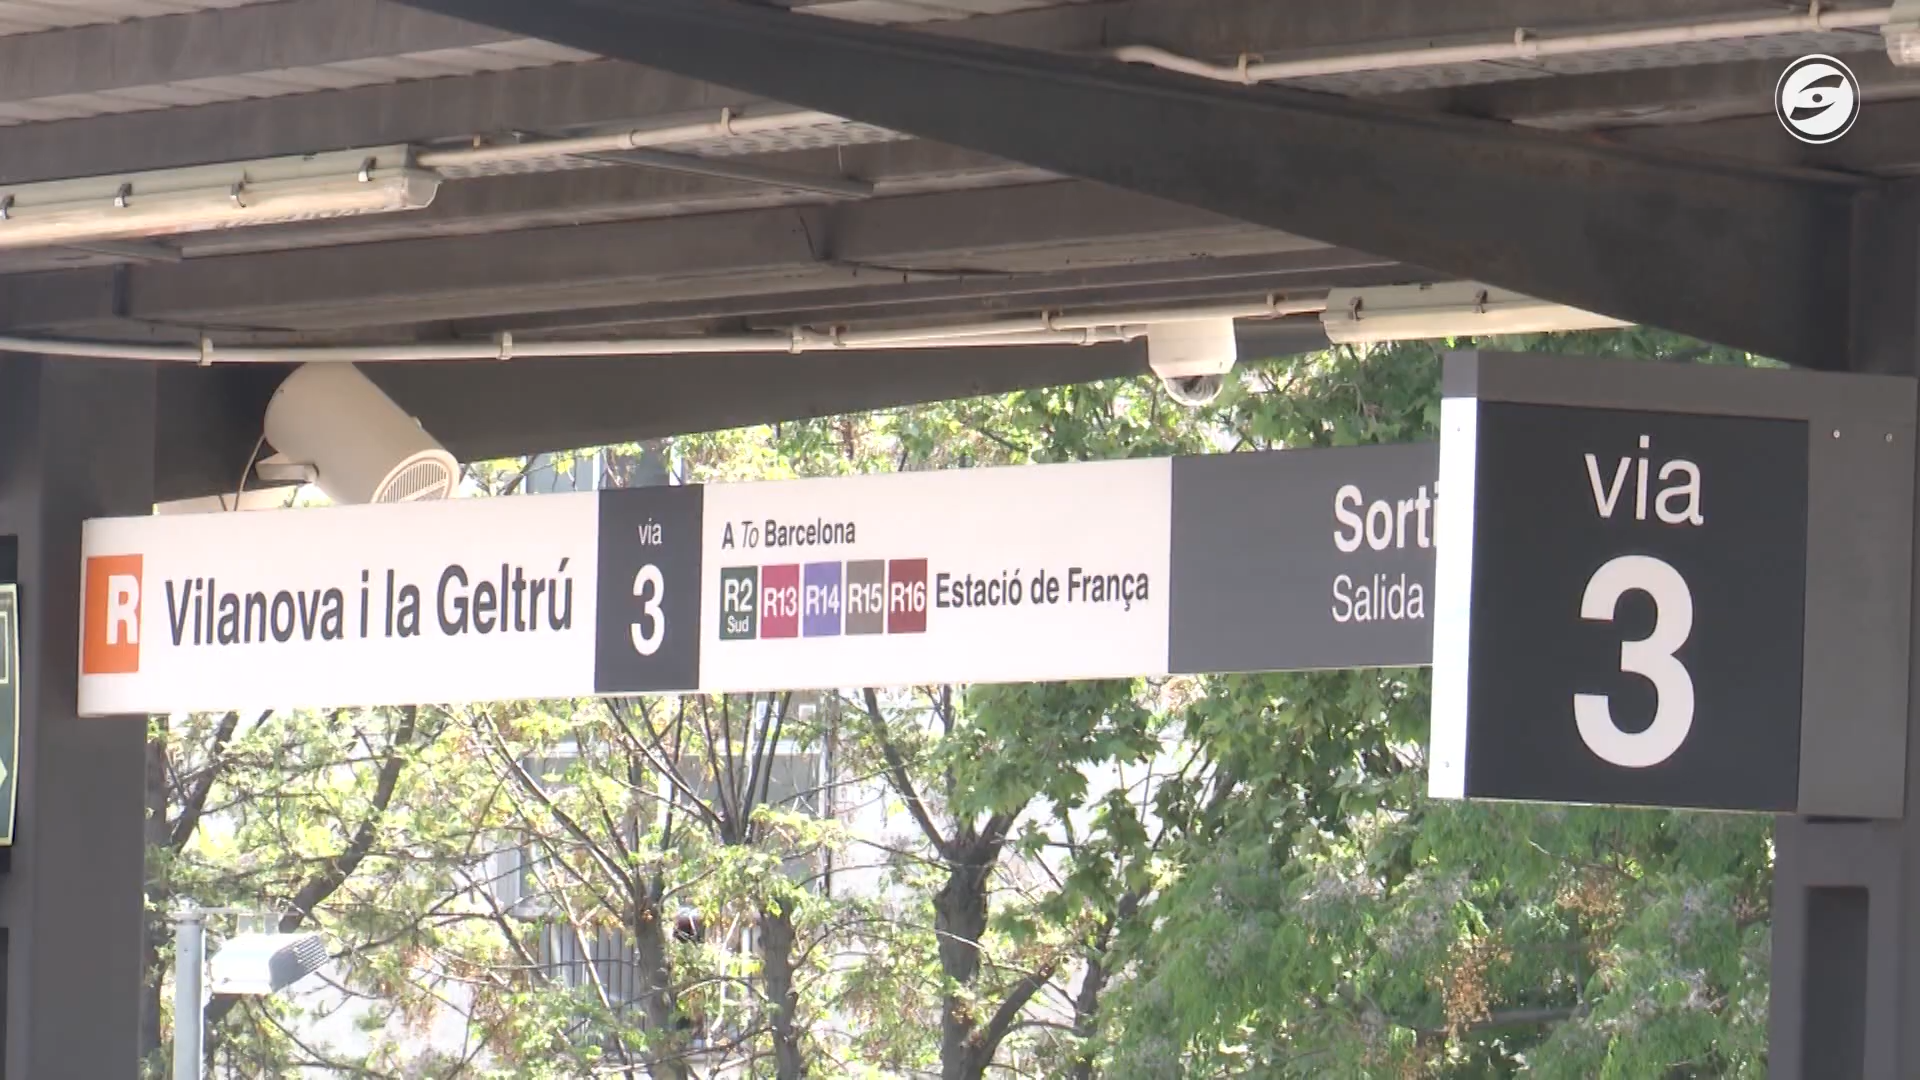 R Vilanova i la Geltrú
via
3
A To Barcelona
R2 Sud R13 R14 R15 R16 Estació de França
Sorti
Salida
via
3